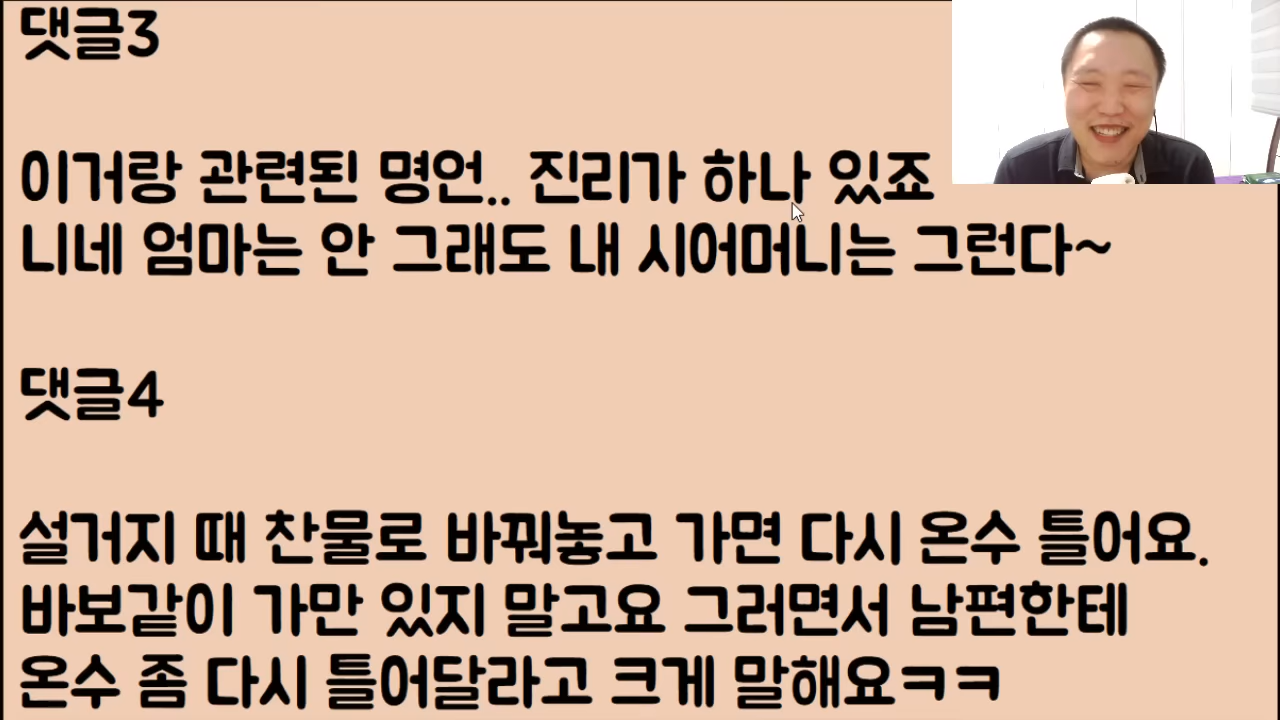 댓글3
이거랑 관련된 명언.. 진리가 하나 있죠
니네 엄마는 안 그래도 내 시어머니는 그런다~
댓글4
설거지 때 찬물로 바꿔놓고 가면 다시 온수 틀어요.
바보같이 가만 있지 말고요 그러면서 남편한테
온수 좀 다시 틀어달라고 크게 말해요ㅋㅋ